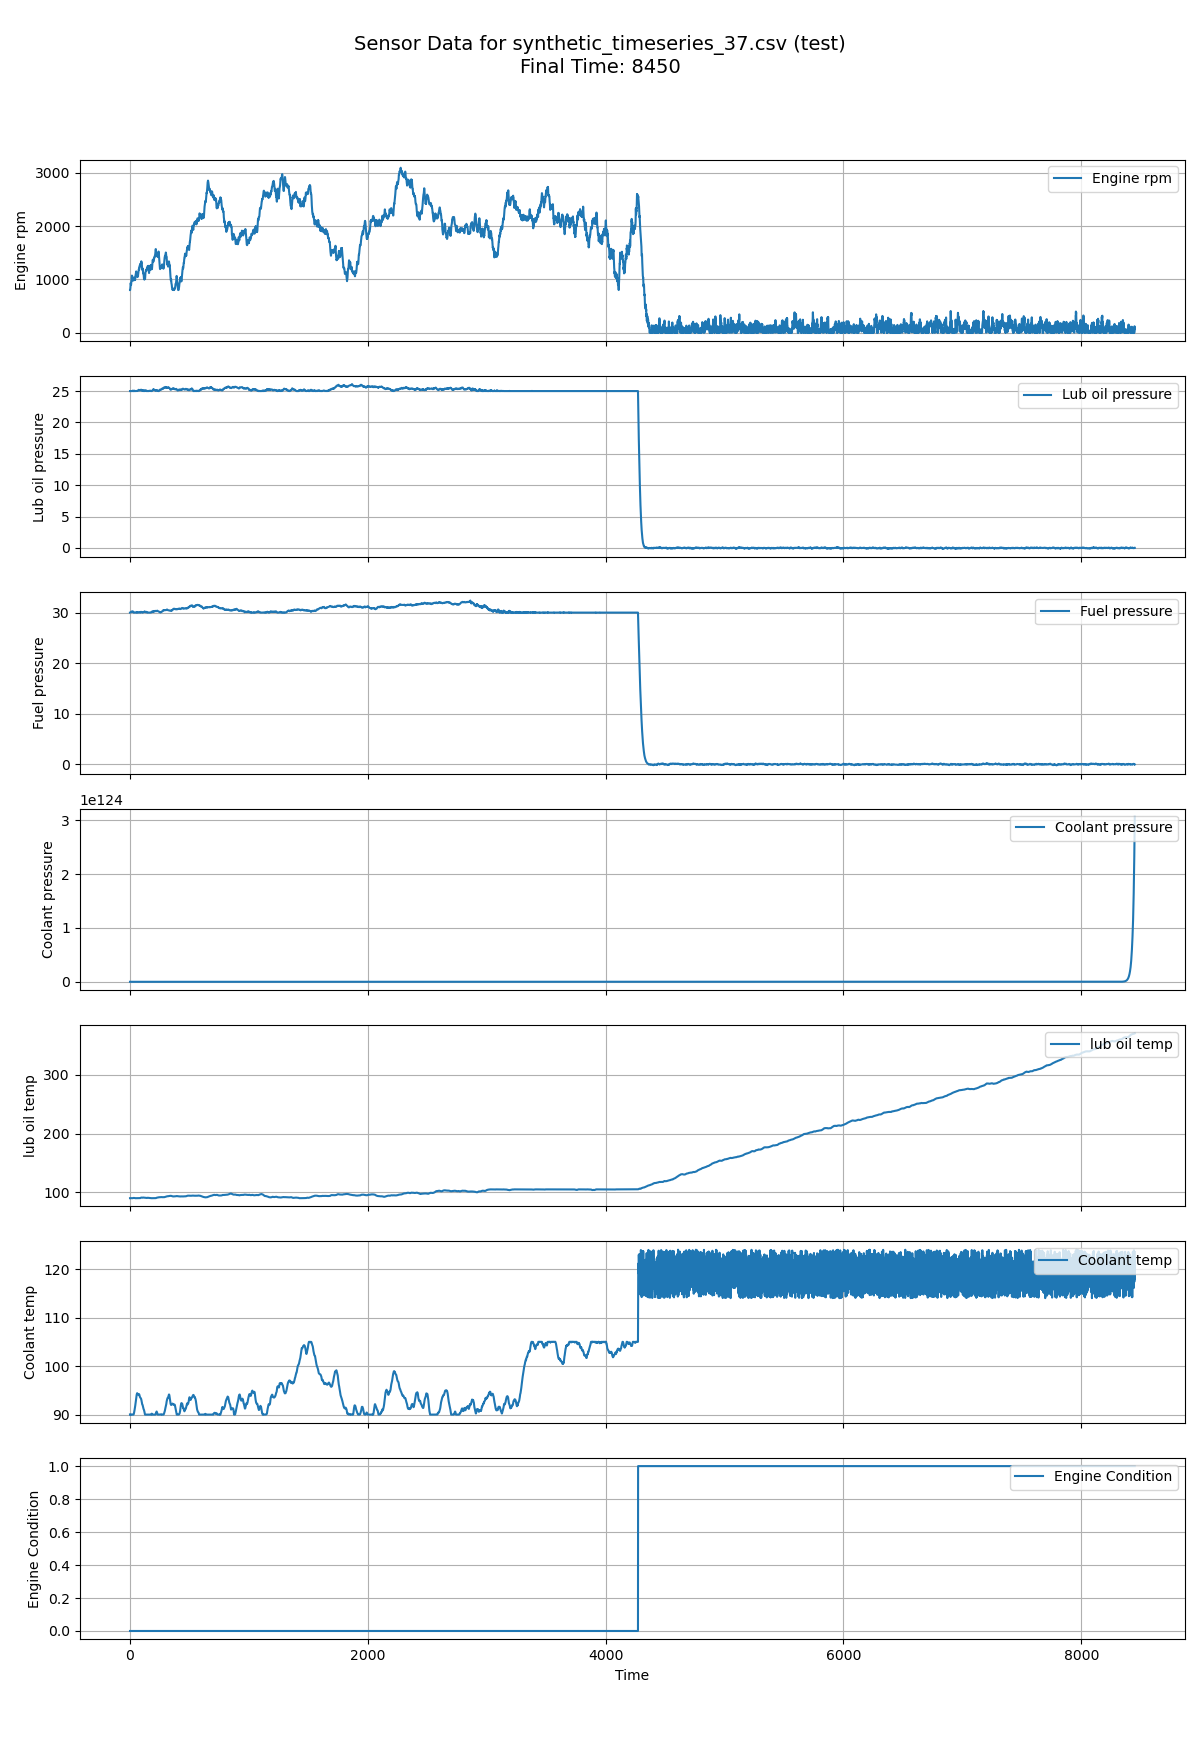 Sensor Data for synthetic_timeseries_37.csv (test)
Final Time: 8450
Engine rpm
3000
2000
1000
0
Engine rpm
Lub oil pressure
25
20
15
10
5
0
Lub oil pressure
Fuel pressure
30
20
10
0
Fuel pressure
1e124
Coolant pressure
3
2
1
0
Coolant pressure
lub oil temp
300
200
100
lub oil temp
Coolant temp
120
110
100
90
Coolant temp
Engine Condition
1.0
0.8
0.6
0.4
0.2
0.0
Engine Condition
0 2000 4000 6000 8000
Time